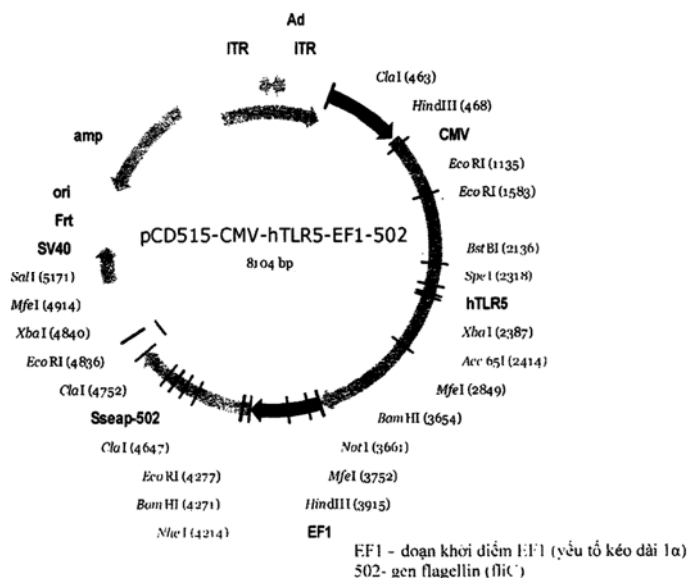 Ad
ITR ITR
ClaI (463)
HindIII (468)
CMV
EcoRI (1135)
EcoRI (1583)
BstBI (2136)
SpeI (2318)
hTLR5
XbaI (2387)
Acc65I (2414)
MfeI (2849)
BamHI (3654)
NotI (3661)
MfeI (3752)
HindIII (3915)
EF1
NheI (4214)
BamHI (4271)
EcoRI (4277)
ClaI (4647)
Sseap-502
ClaI (4752)
EcoRI (4836)
XbaI (4840)
MfeI (4914)
SalI (5171)
SV40
Frt
ori
amp
pCD515-CMV-hTLR5-EF1-502
8104 bp
EF1 - đoạn khởi điểm EF1 (yếu tố kéo dài 1α)
502- gen flagellin (fliC)